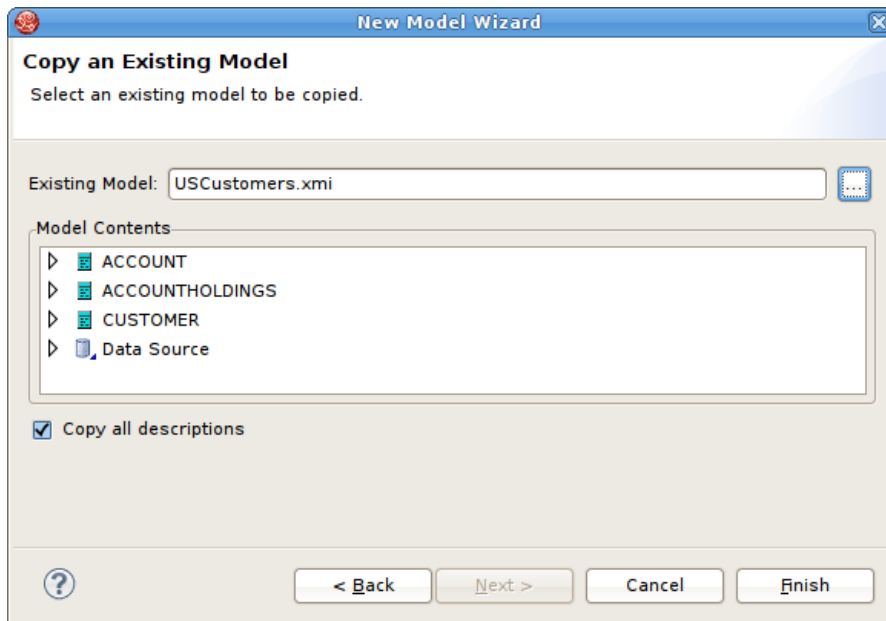 New Model Wizard
Copy an Existing Model
Select an existing model to be copied.
Existing Model: USCustomers.xmi ...
Model Contents
ACCOUNT
ACCOUNTHOLDINGS
CUSTOMER
Data Source
Copy all descriptions
? < Back Next > Cancel Finish